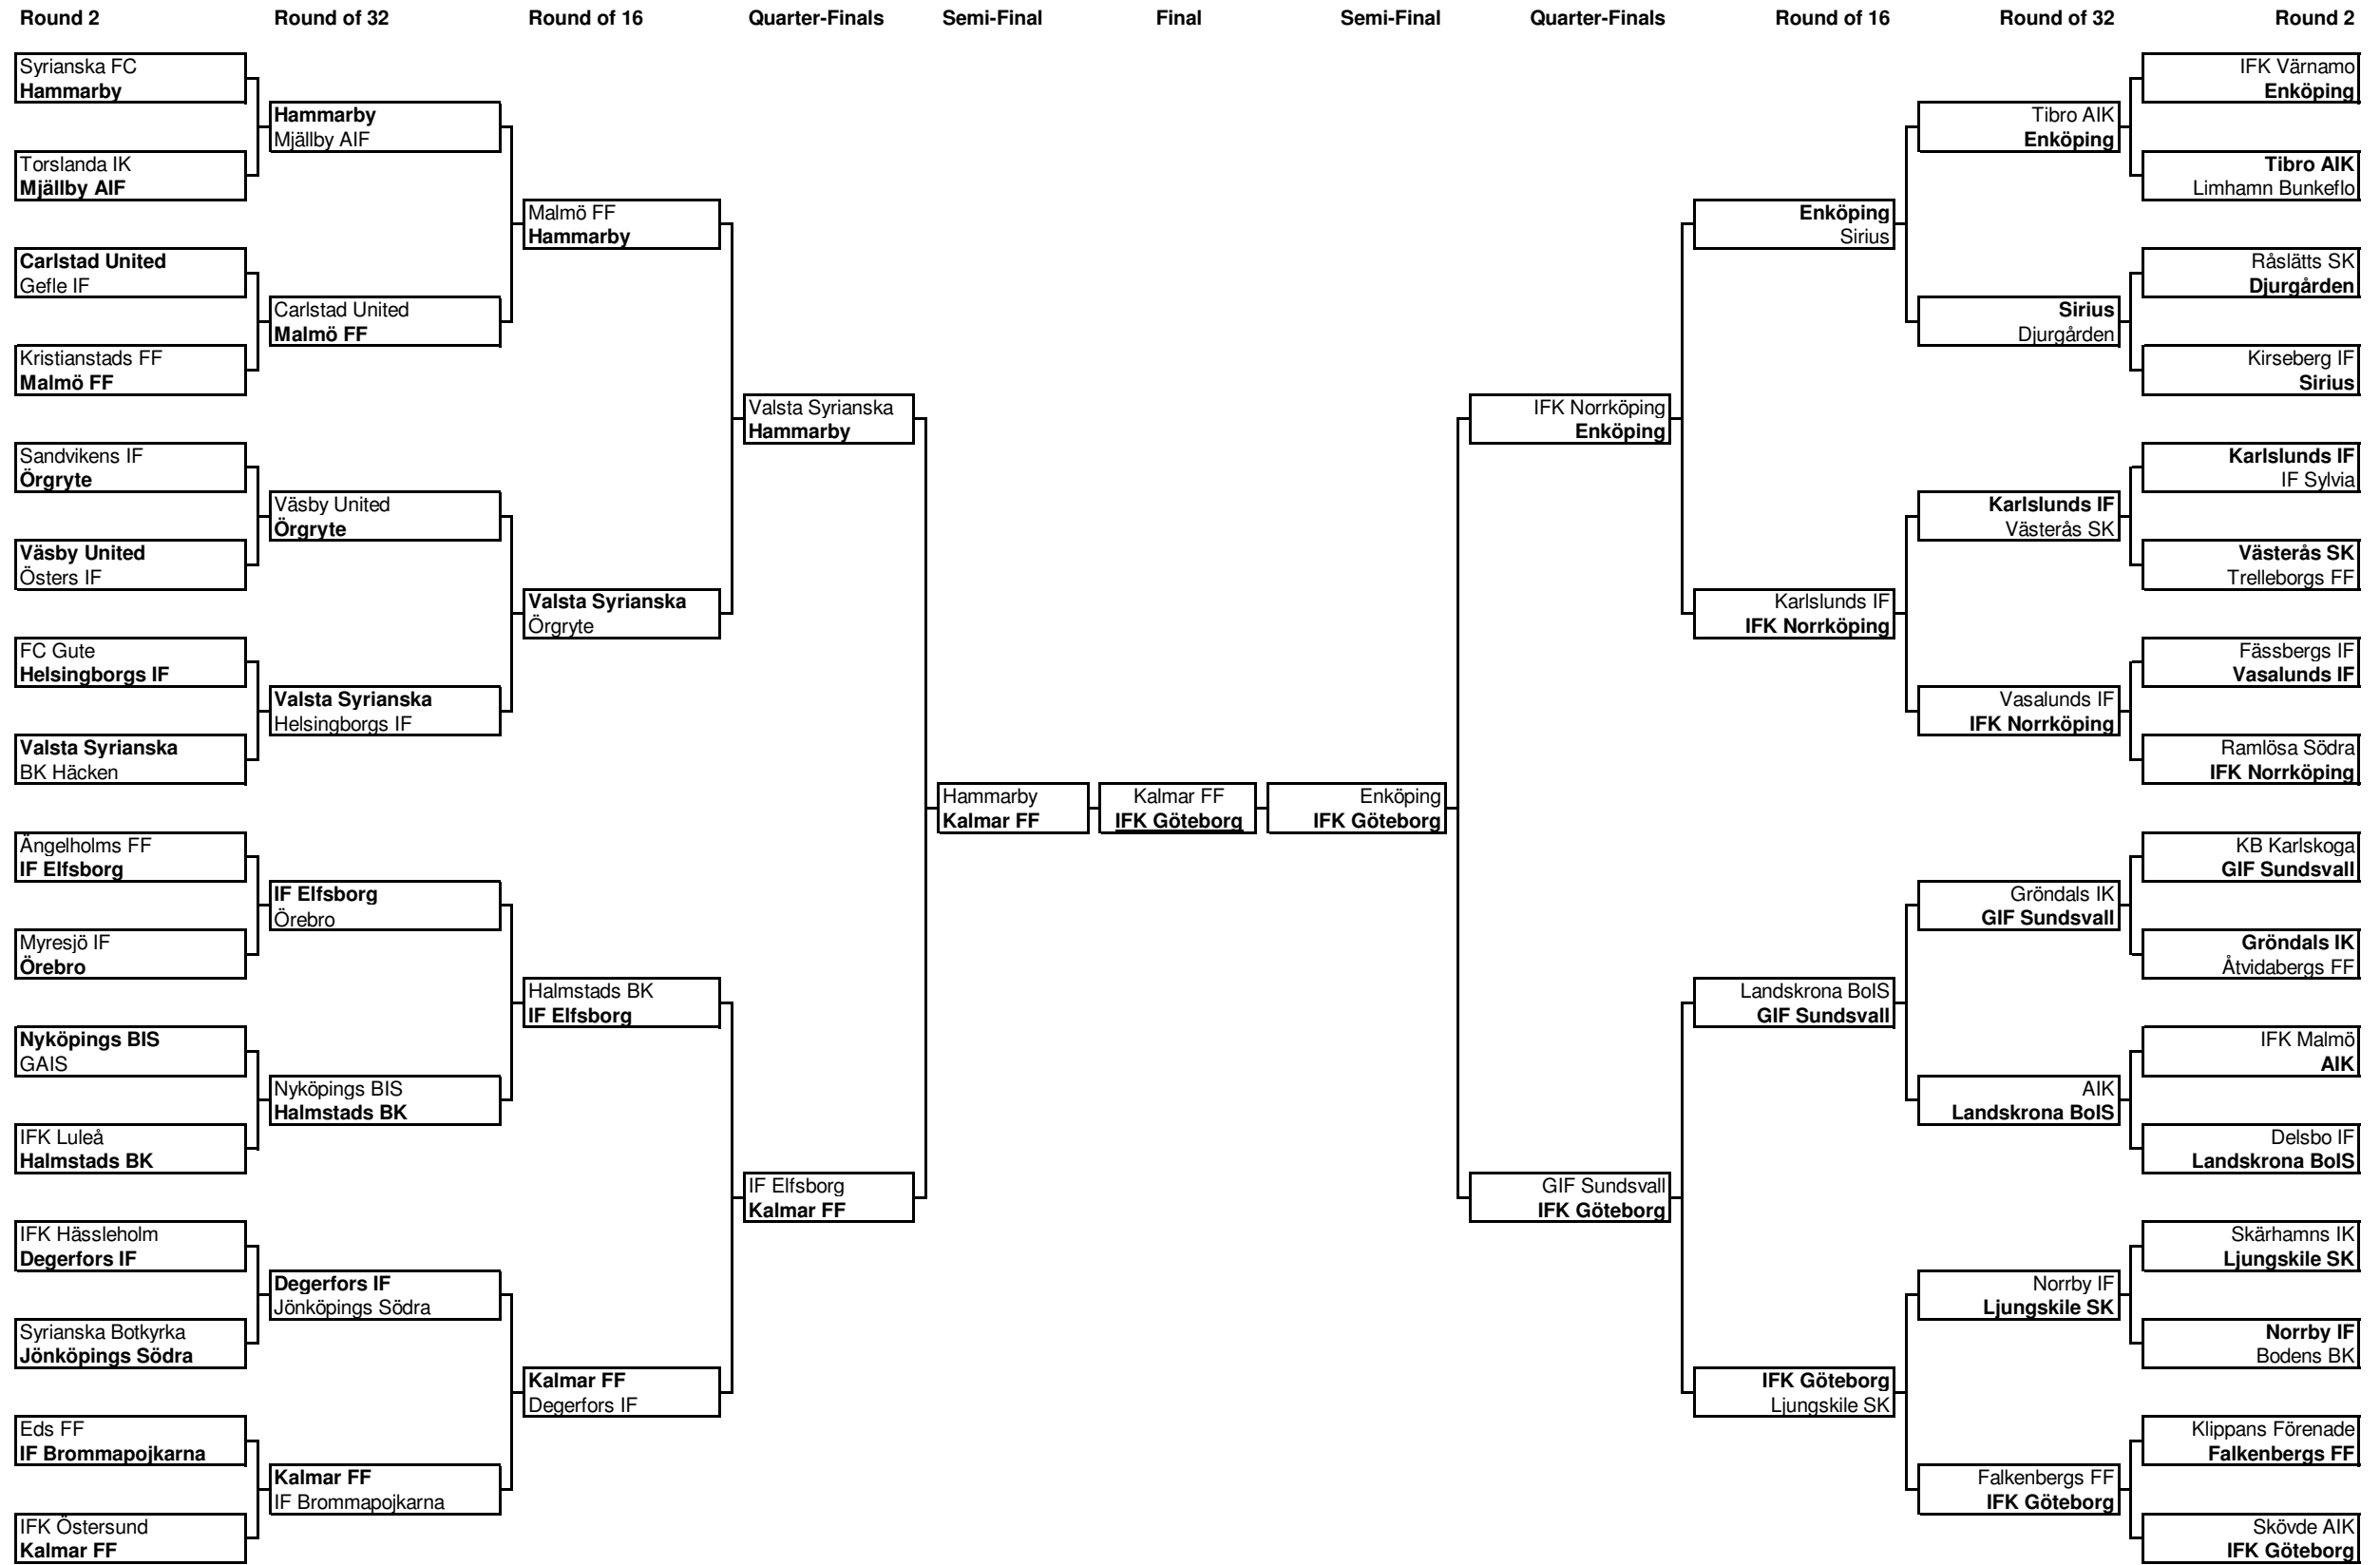 Round 2
Round of 32
Round of 16
Quarter-Finals
Semi-Final
Final
Semi-Final
Quarter-Finals
Round of 16
Round of 32
Round 2
Syrianska FC
Hammarby
Torslanda IK
Mjällby AIF
Carlstad United
Gefle IF
Kristianstads FF
Malmö FF
Sandvikens IF
Örgryte
Väsby United
Östers IF
FC Gute
Helsingborgs IF
Valsta Syrianska
BK Häcken
Ängelholms FF
IF Elfsborg
Myresjö IF
Örebro
Nyköpings BIS
GAIS
IFK Luleå
Halmstads BK
IFK Hässleholm
Degerfors IF
Syrianska Botkyrka
Jönköpings Södra
Eds FF
IF Brommapojkarna
IFK Östersund
Kalmar FF
Hammarby
Mjällby AIF
Carlstad United
Malmö FF
Väsby United
Örgryte
Valsta Syrianska
Helsingborgs IF
IF Elfsborg
Örebro
Nyköpings BIS
Halmstads BK
Degerfors IF
Jönköpings Södra
Kalmar FF
IF Brommapojkarna
Malmö FF
Hammarby
Valsta Syrianska
Örgryte
Halmstads BK
IF Elfsborg
Kalmar FF
Degerfors IF
Valsta Syrianska
Hammarby
IF Elfsborg
Kalmar FF
Hammarby
Kalmar FF
Kalmar FF
IFK Göteborg
Enköping
IFK Göteborg
IFK Norrköping
Enköping
GIF Sundsvall
IFK Göteborg
Enköping
Sirius
Karlslunds IF
IFK Norrköping
Landskrona BoIS
GIF Sundsvall
IFK Göteborg
Ljungskile SK
Tibro AIK
Enköping
Sirius
Djurgården
Karlslunds IF
Västerås SK
Vasalunds IF
IFK Norrköping
Gröndals IK
GIF Sundsvall
AIK
Landskrona BoIS
Norrby IF
Ljungskile SK
Falkenbergs FF
IFK Göteborg
IFK Värnamo
Enköping
Tibro AIK
Limhamn Bunkeflo
Råslätts SK
Djurgården
Kirseberg IF
Sirius
Karlslunds IF
IF Sylvia
Västerås SK
Trelleborgs FF
Fässbergs IF
Vasalunds IF
Ramlösa Södra
IFK Norrköping
KB Karlskoga
GIF Sundsvall
Gröndals IK
Åtvidabergs FF
IFK Malmö
AIK
Delsbo IF
Landskrona BoIS
Skärhamns IK
Ljungskile SK
Norrby IF
Bodens BK
Klippans Förenade
Falkenbergs FF
Skövde AIK
IFK Göteborg